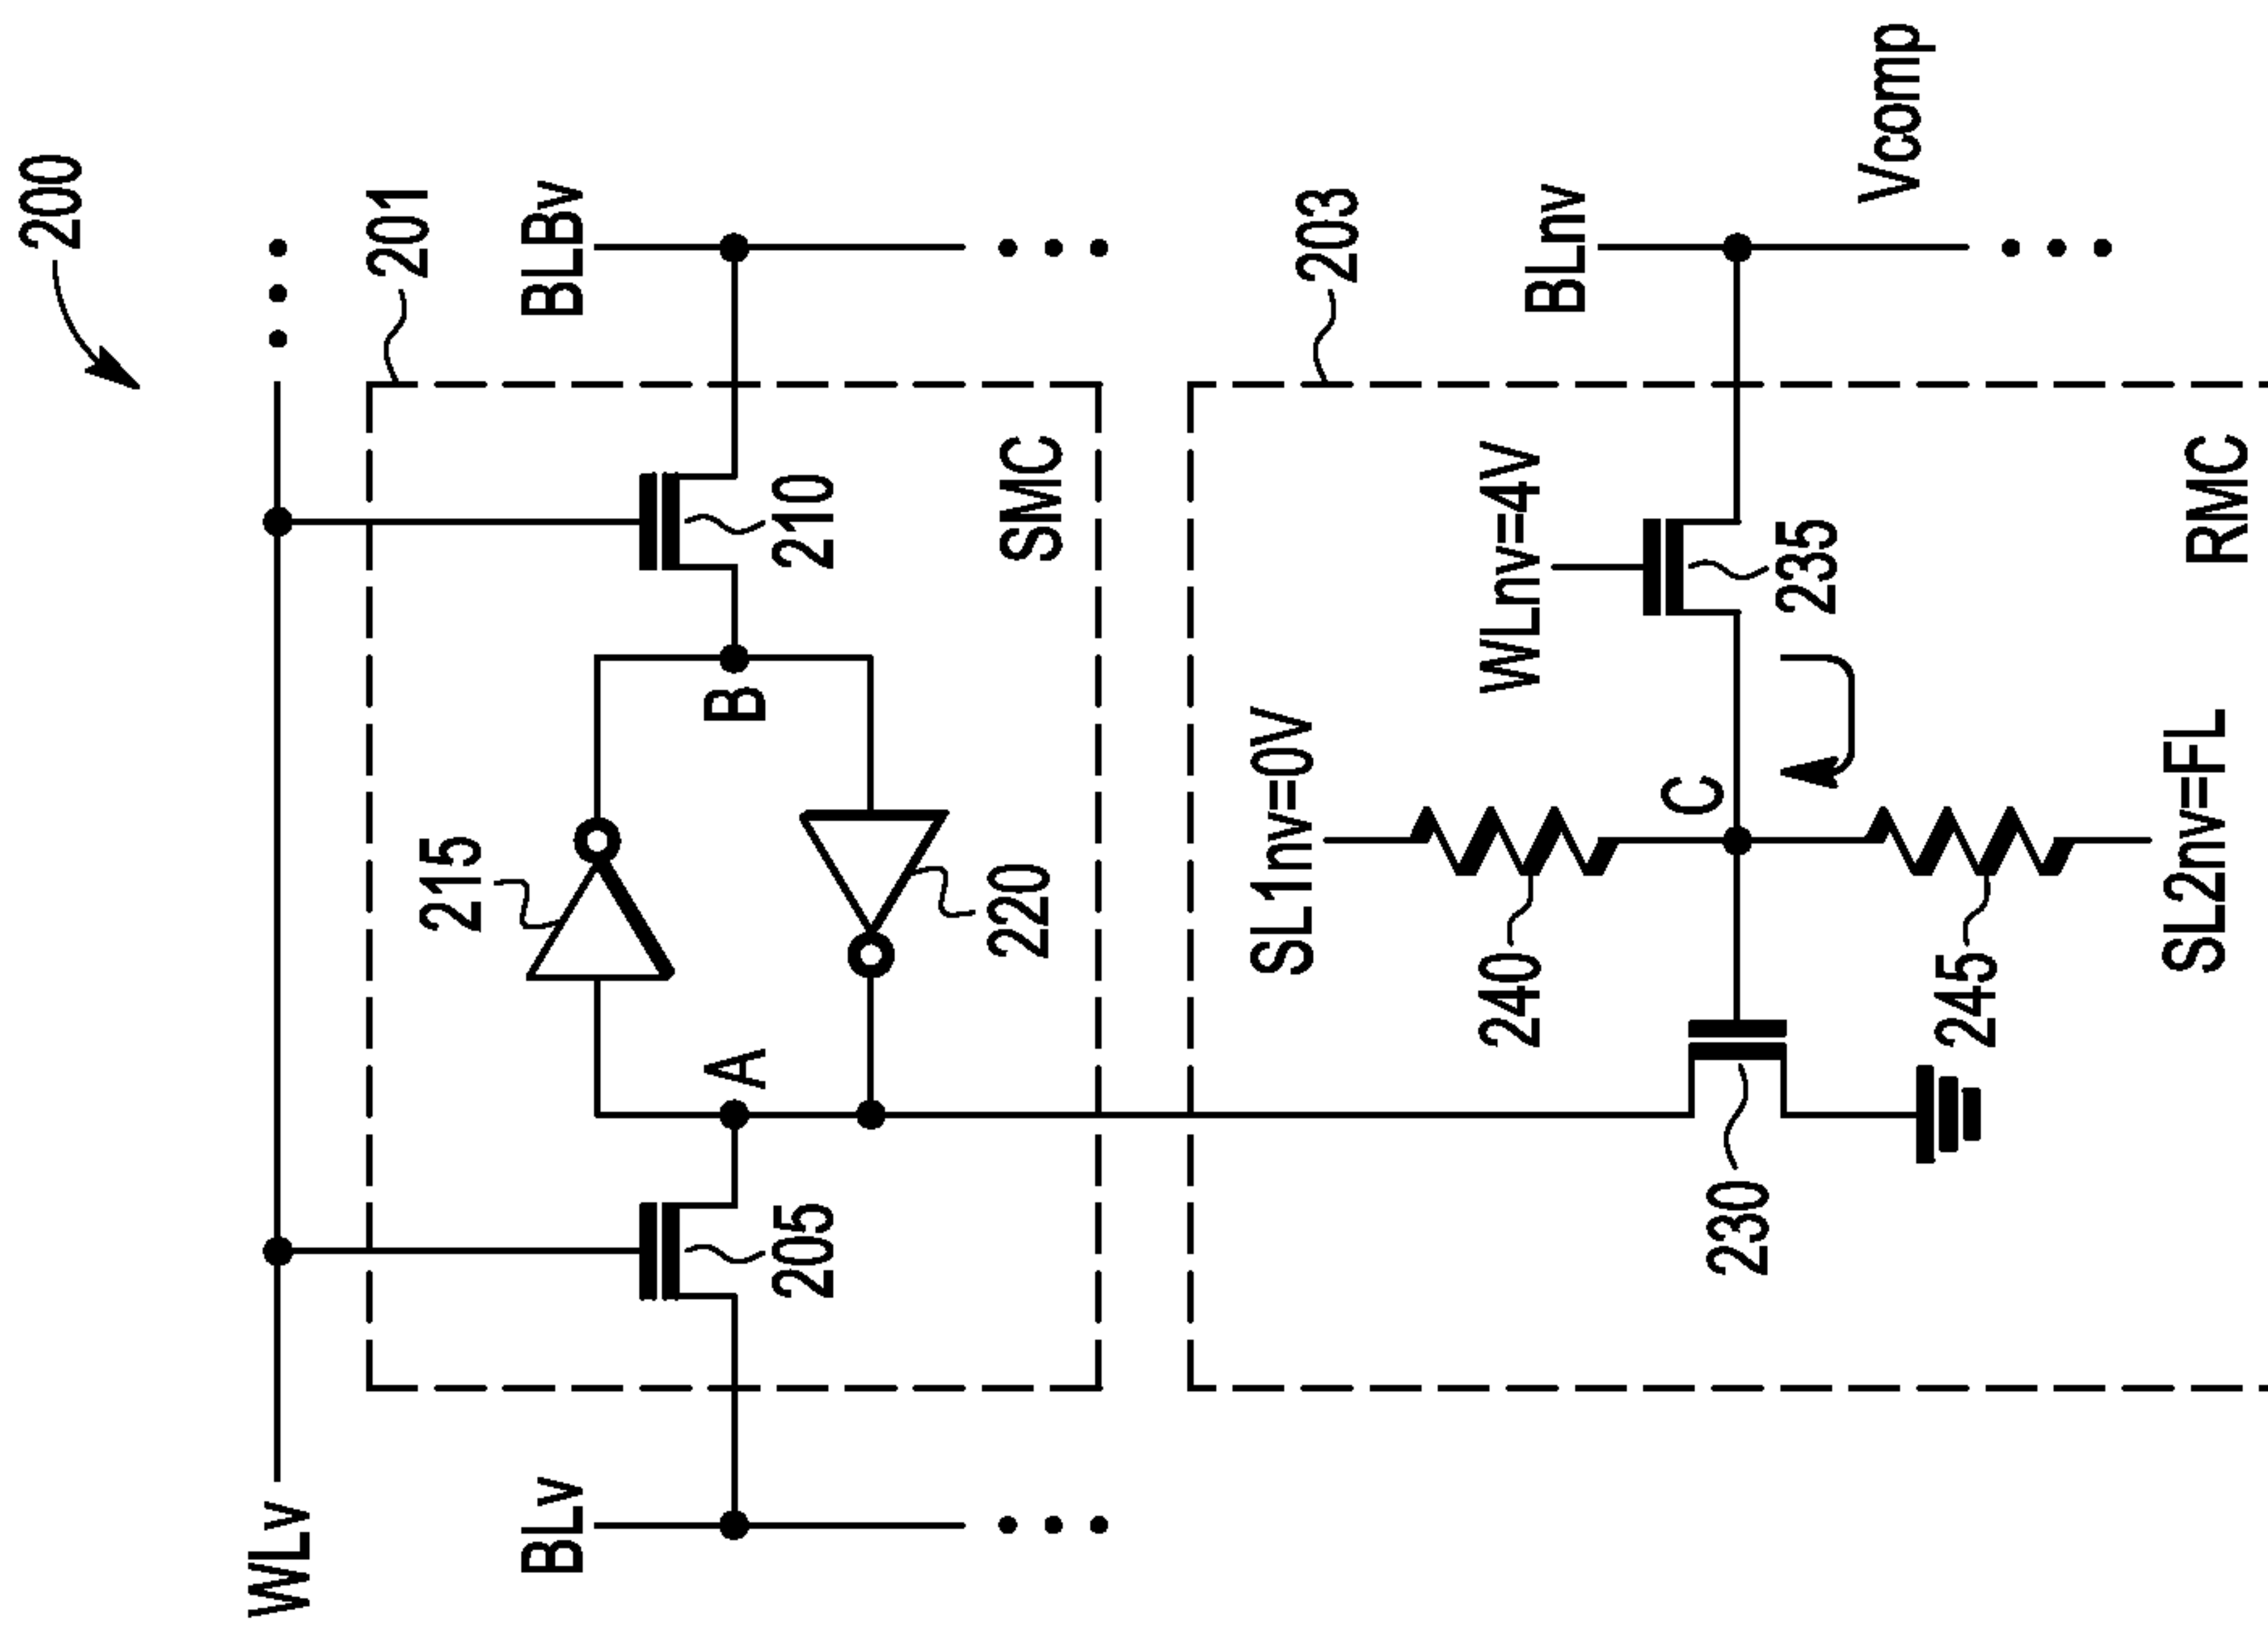 200
WLv
201
BLv
BLBv
215
A
B
205
210
220
SMC
203
SL1nv=0V
WLnv=4V
BLnv
240
C
230
235
Vcomp
245
SL2nv=FL
RMC